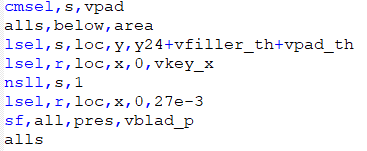 cmsel,s,vpad
alls,below,area
lsel,s,loc,y,y24+vfiller_th+vpad_th
lsel,r,loc,x,0,vkey_x
nsll,s,1
lsel,r,loc,x,0,27e-3
sf,all,pres,vblad_p
alls